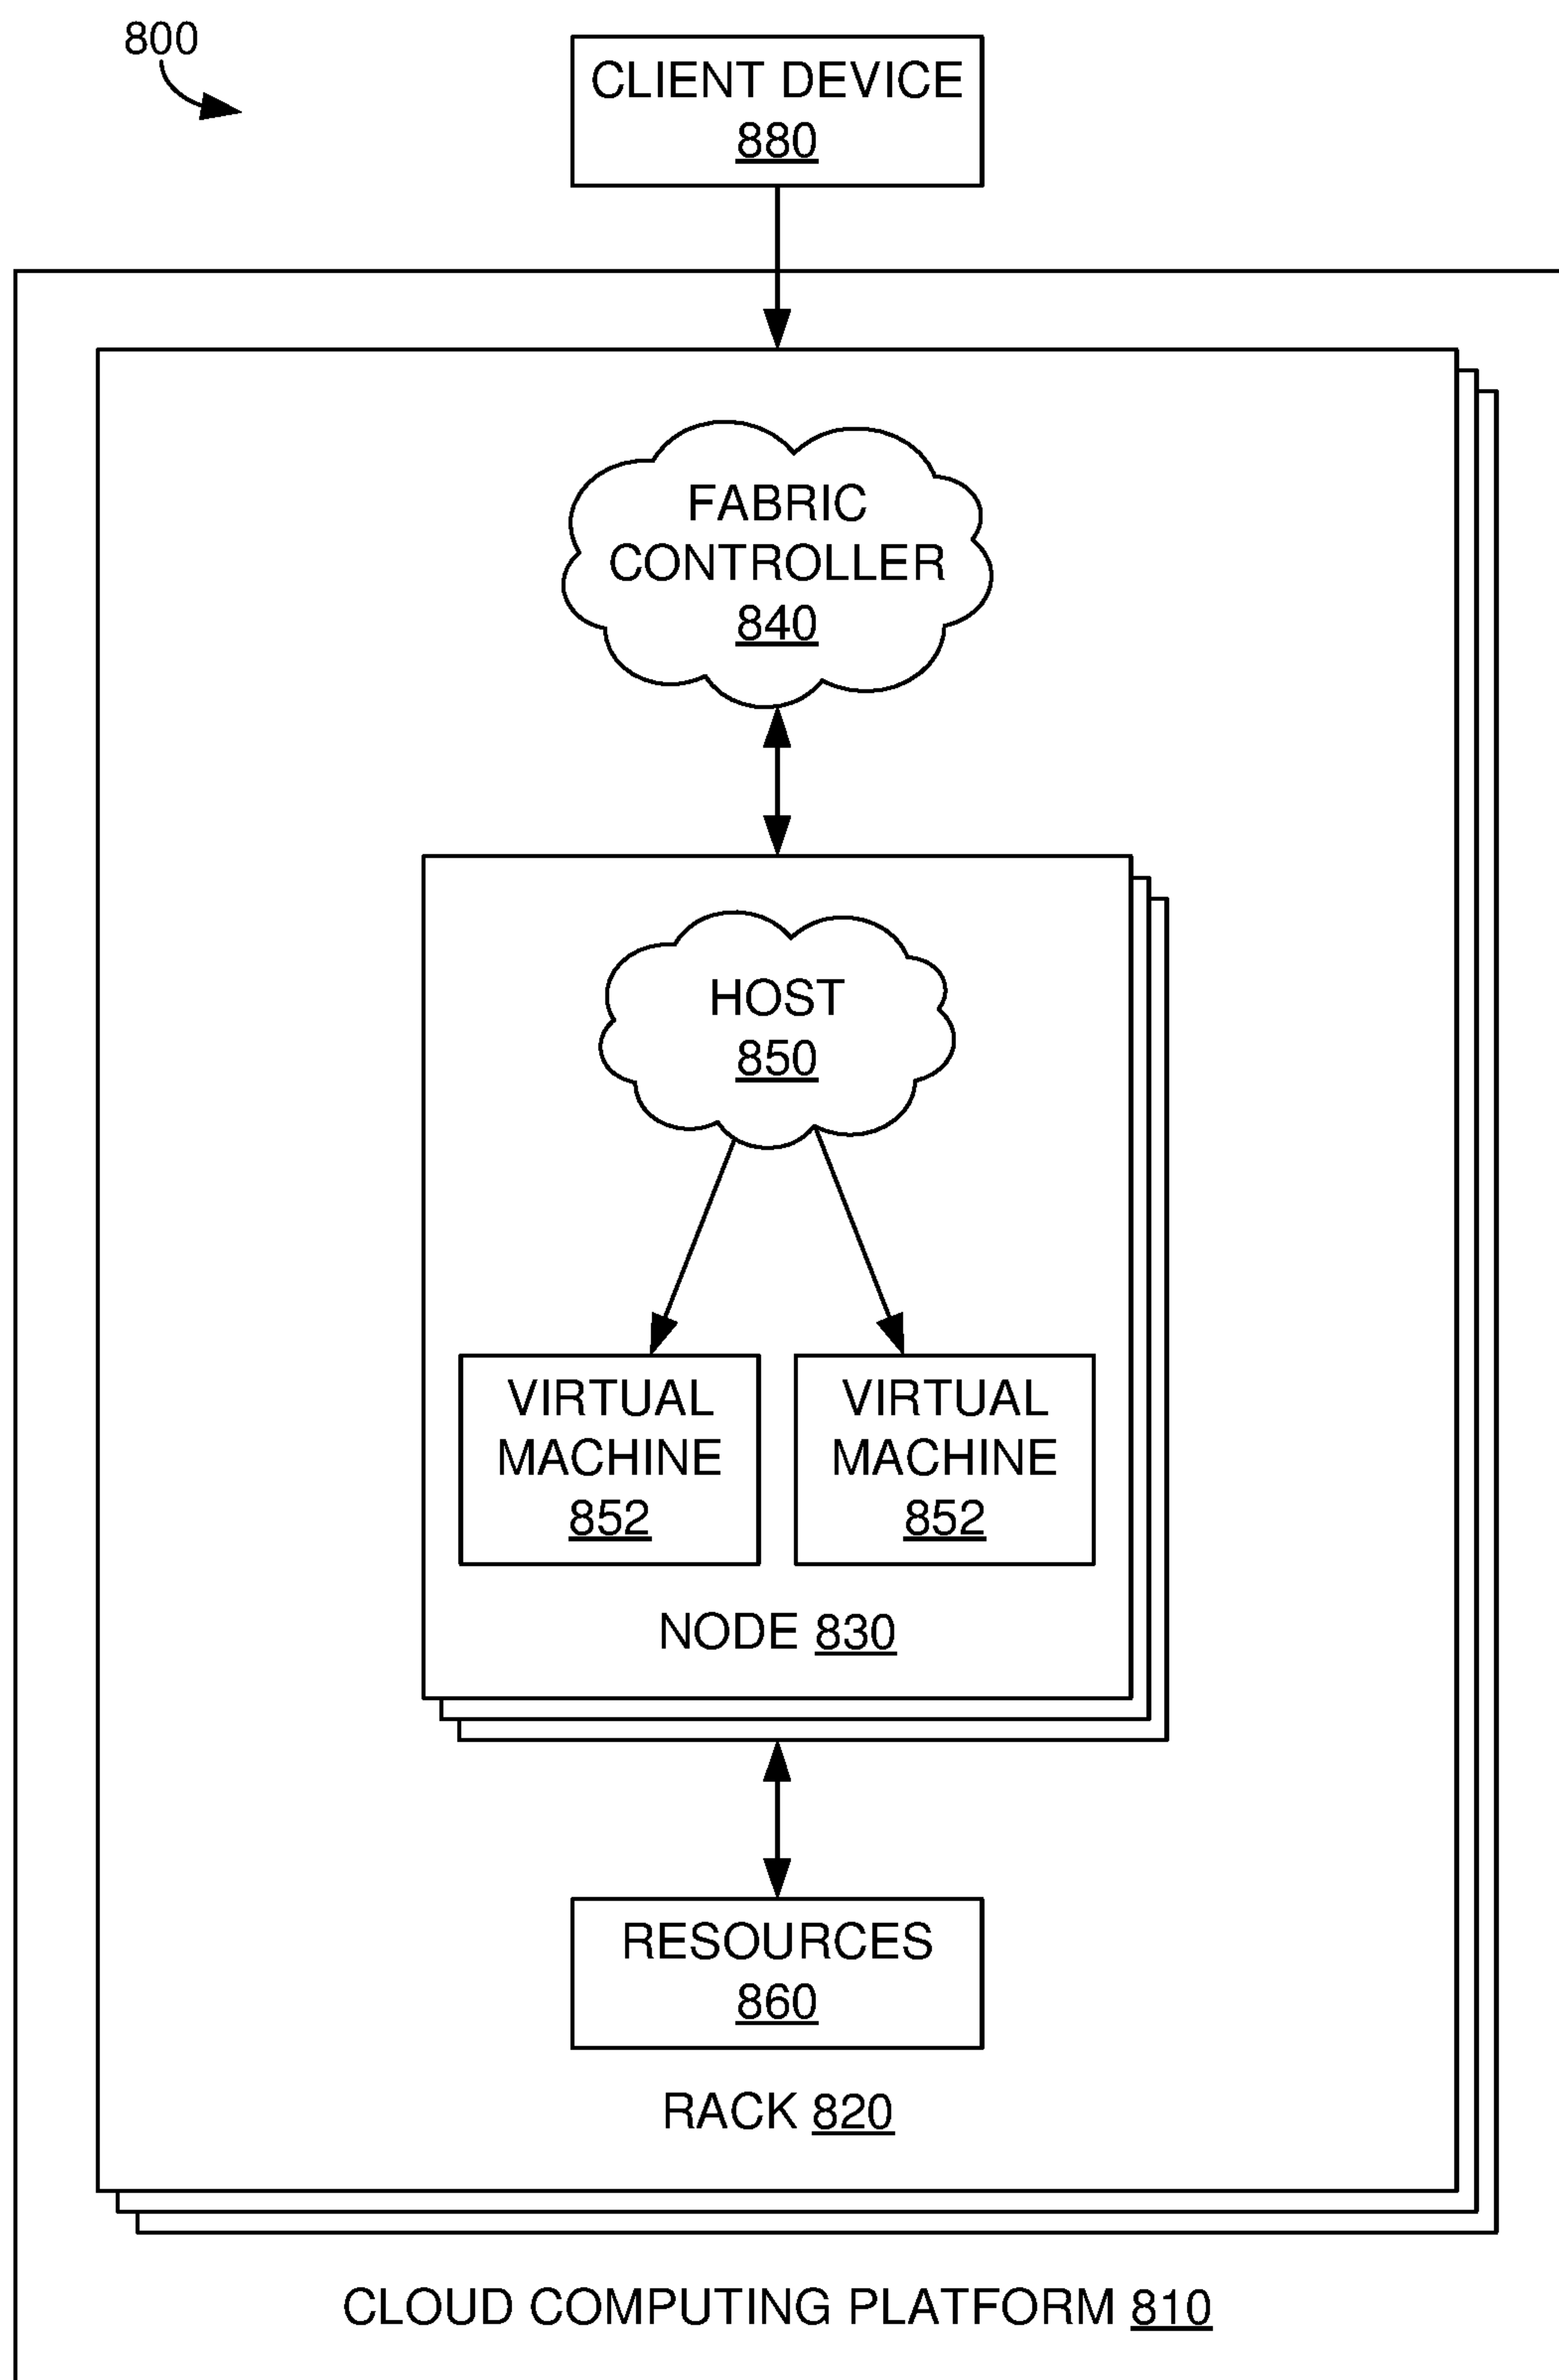 800
CLIENT DEVICE
880
FABRIC
CONTROLLER
840
HOST
850
VIRTUAL
MACHINE
852
VIRTUAL
MACHINE
852
NODE 830
RESOURCES
860
RACK 820
CLOUD COMPUTING PLATFORM 810